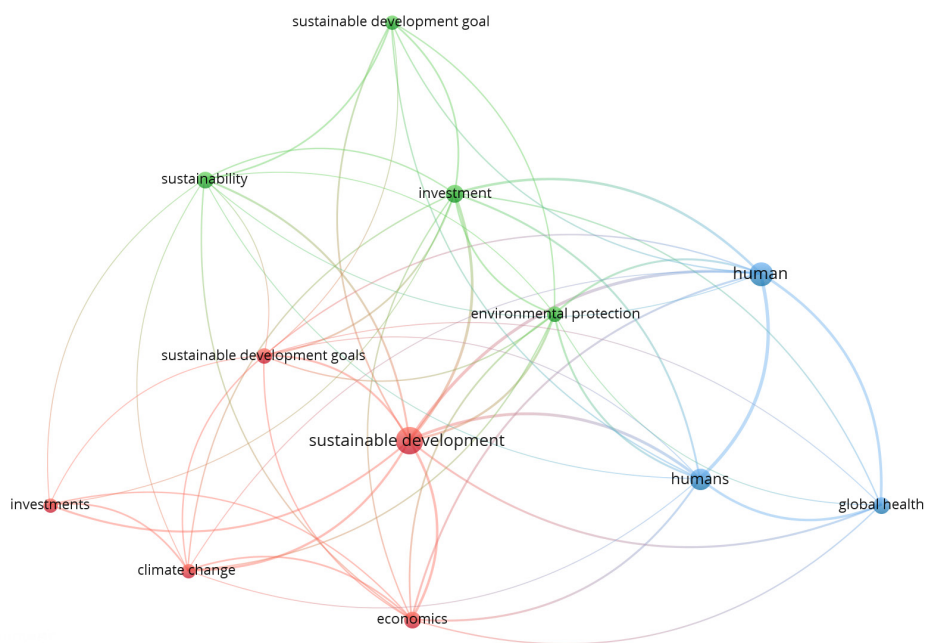 sustainable development goal
sustainability
investment
human
environmental protection
sustainable development goals
sustainable development
humans
investments
global health
climate change
economics